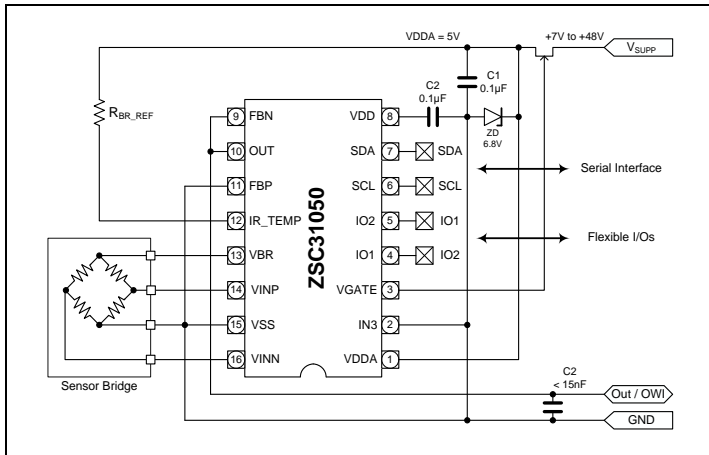 VDDA = 5V
+7V to +48V
VSUPP
C1
0.1µF
C2
0.1µF
RBR_REF
9 FBN
VDD 8
ZD
6.8V
10 OUT
SDA 7
SDA
Serial Interface
11 FBP
SCL 6
SCL
12 IR_TEMP
IO2 5
IO1
Flexible I/Os
ZSC31050
13 VBR
IO1 4
IO2
14 VINP
VGATE 3
15 VSS
IN3 2
16 VINN
VDDA 1
Sensor Bridge
C2
< 15nF
Out / OWI
GND